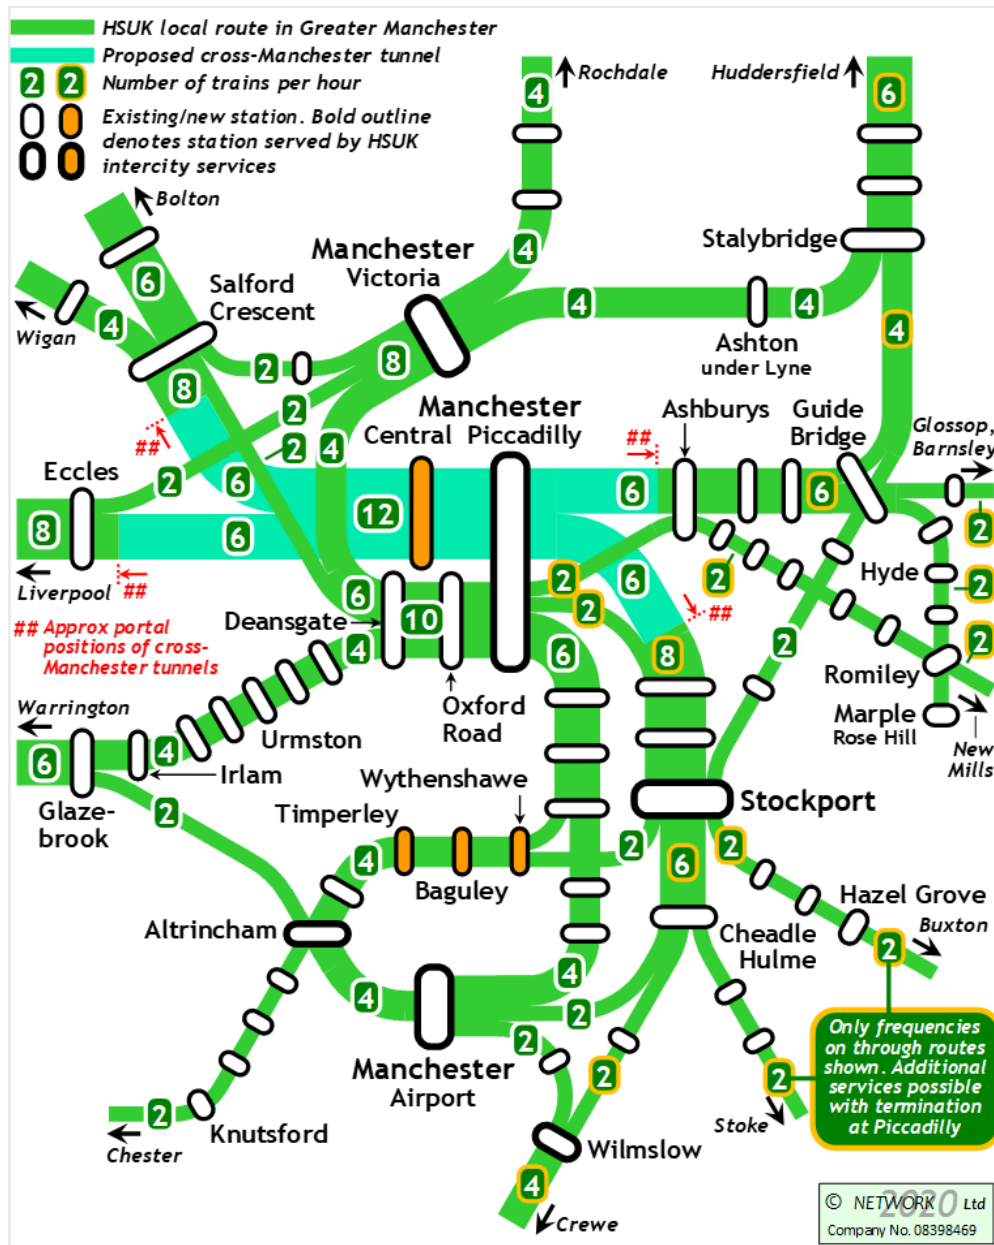 HSUK local route in Greater Manchester
Proposed cross-Manchester tunnel
2 2 Number of trains per hour
Existing/new station. Bold outline
denotes station served by HSUK
intercity services
Rochdale
Huddersfield
4
6
Bolton
Manchester
Victoria
Stalybridge
4
6
Salford
Crescent
Wigan
4
4
4
4
Ashton
under Lyne
2
8
8
2
Manchester
Central Piccadilly
Ashburys
Guide
Bridge
Glossop,
Barnsley
##
##
4
2
Eccles
2
6
12
6
6
8
6
2
Liverpool
##
Hyde
2
2
6
2
6
2
##
## Approx portal
positions of cross-
Manchester tunnels
Deansgate
6
10
4
2
8
2
2
Romiley
Marple
Rose Hill
New
Mills
Warrington
6
4
Urmston
Irlam
Oxford
Road
Glaze-
brook
2
Wythenshawe
Timperley
Baguley
4
2
Stockport
6
2
Hazel Grove
Buxton
2
Altrincham
Cheadle
Hulme
4
4
2
2
Manchester
Airport
2
2
Only frequencies
on through routes
shown. Additional
services possible
with termination
at Piccadilly
2
Knutsford
Chester
Stoke
Wilmslow
4
Crewe
© NETWORK 2020 Ltd
Company No. 08398469